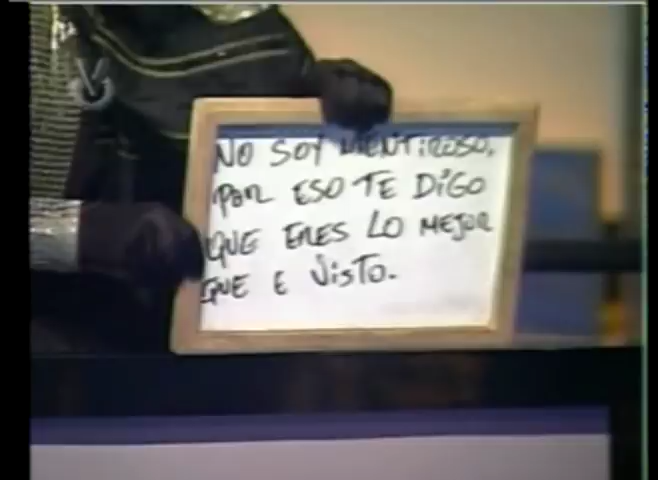 NO SOY MENTIROSO.
POR ESO TE DIGO
QUE ERES LO MEJOR
QUE E VISTO.